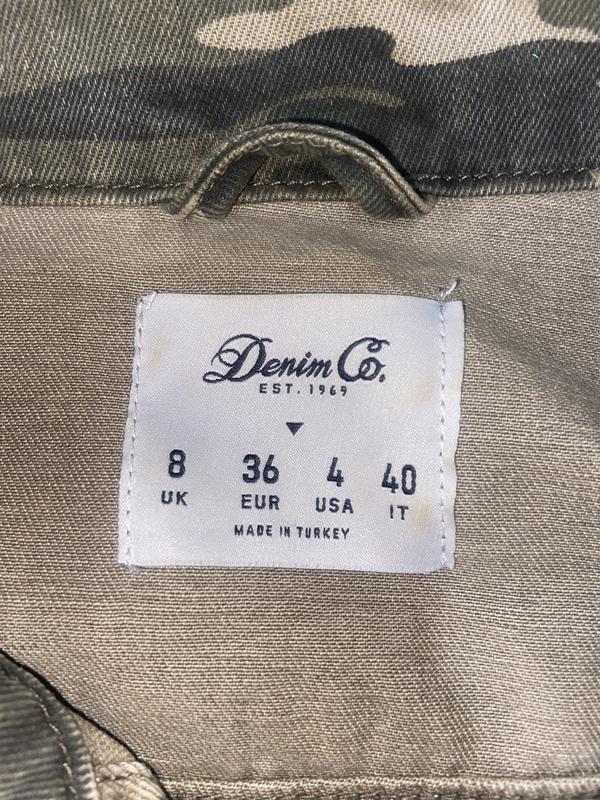 Denim Co.
EST. 1969
8 36 4 40
UK EUR USA IT
MADE IN TURKEY